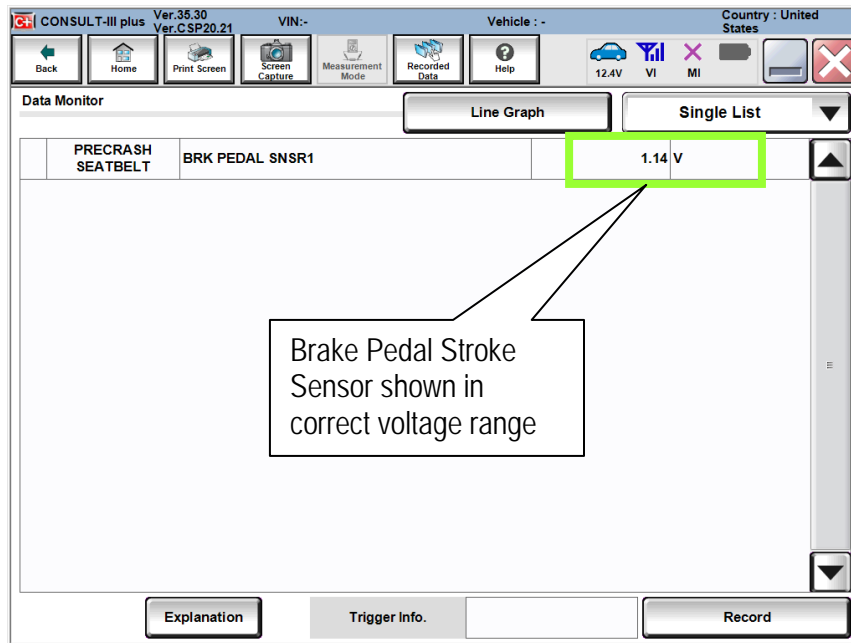 C+ CONSULT-III plus Ver.35.30 VIN:- Vehicle : - Country : United
Ver.CSP20.21 States
Back Home Print Screen Screen Capture Measurement Mode Recorded Data Help 12.4V VI MI
Data Monitor Line Graph Single List
PRECRASH SEATBELT BRK PEDAL SNSR1 1.14 V
Brake Pedal Stroke
Sensor shown in
correct voltage range
Explanation Trigger Info. Record